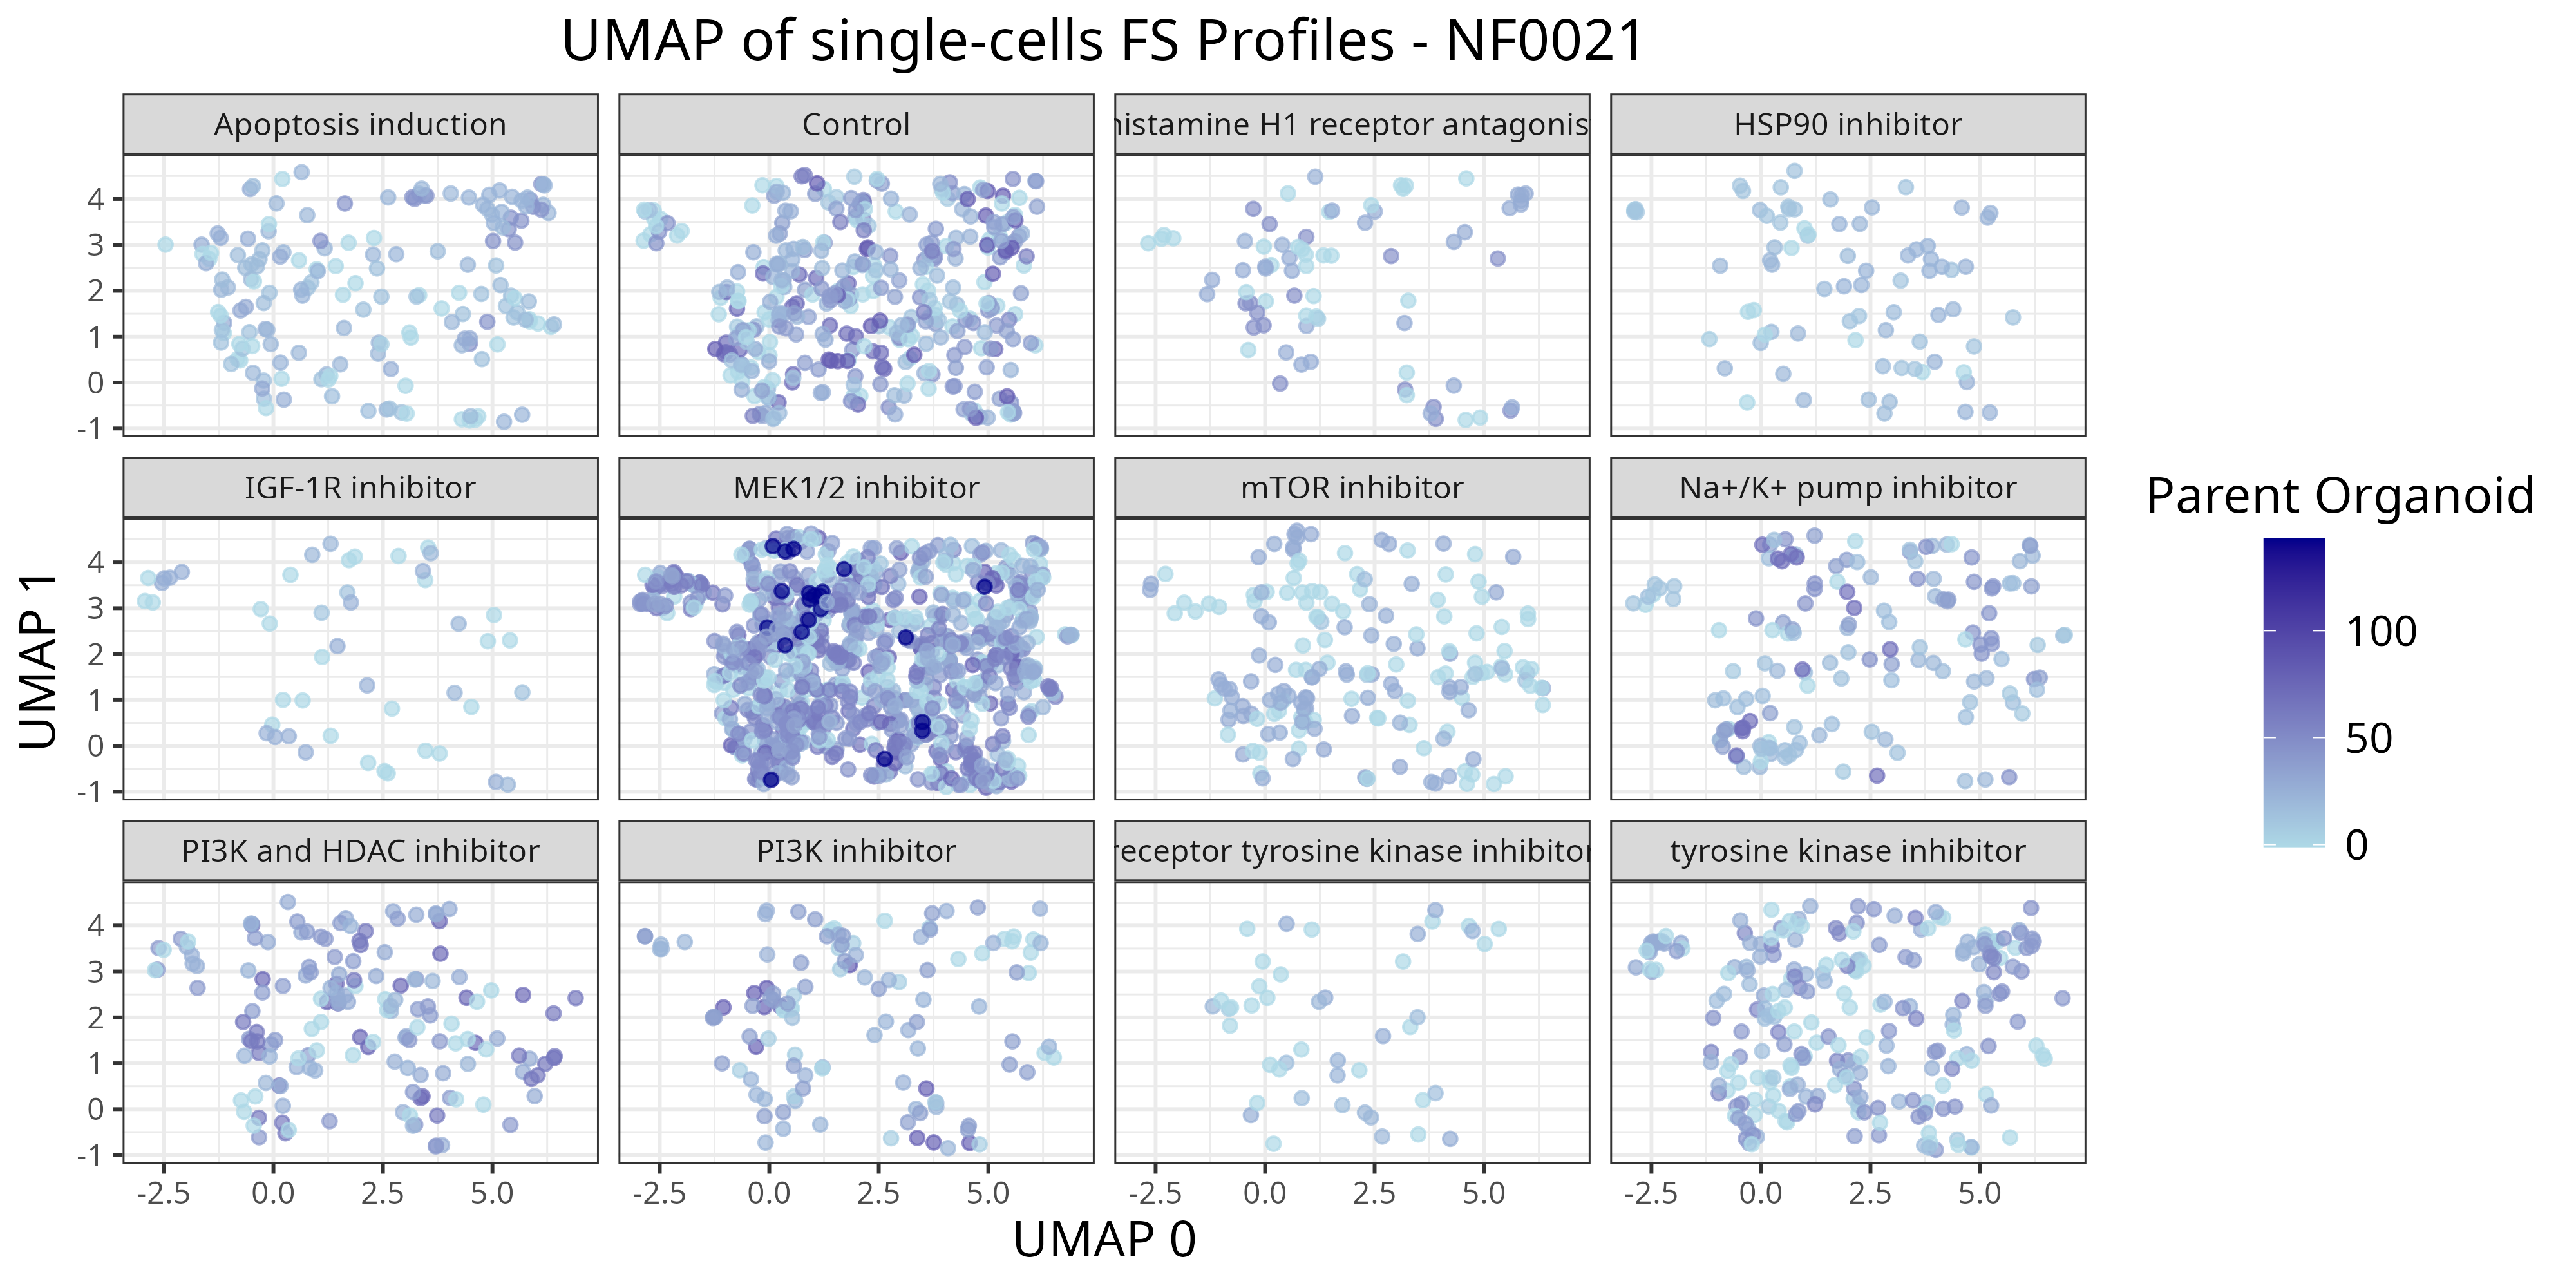 UMAP of single-cells FS Profiles - NF0021
Apoptosis induction
Control
histamine H1 receptor antagonis
HSP90 inhibitor
4
3
2
1
0
-1
IGF-1R inhibitor
MEK1/2 inhibitor
mTOR inhibitor
Na+/K+ pump inhibitor
4
3
2
1
0
-1
PI3K and HDAC inhibitor
PI3K inhibitor
receptor tyrosine kinase inhibitor
tyrosine kinase inhibitor
4
3
2
1
0
-1
-2.5 0.0 2.5 5.0
-2.5 0.0 2.5 5.0
-2.5 0.0 2.5 5.0
-2.5 0.0 2.5 5.0
UMAP 0
UMAP 1
Parent Organoid
100
50
0